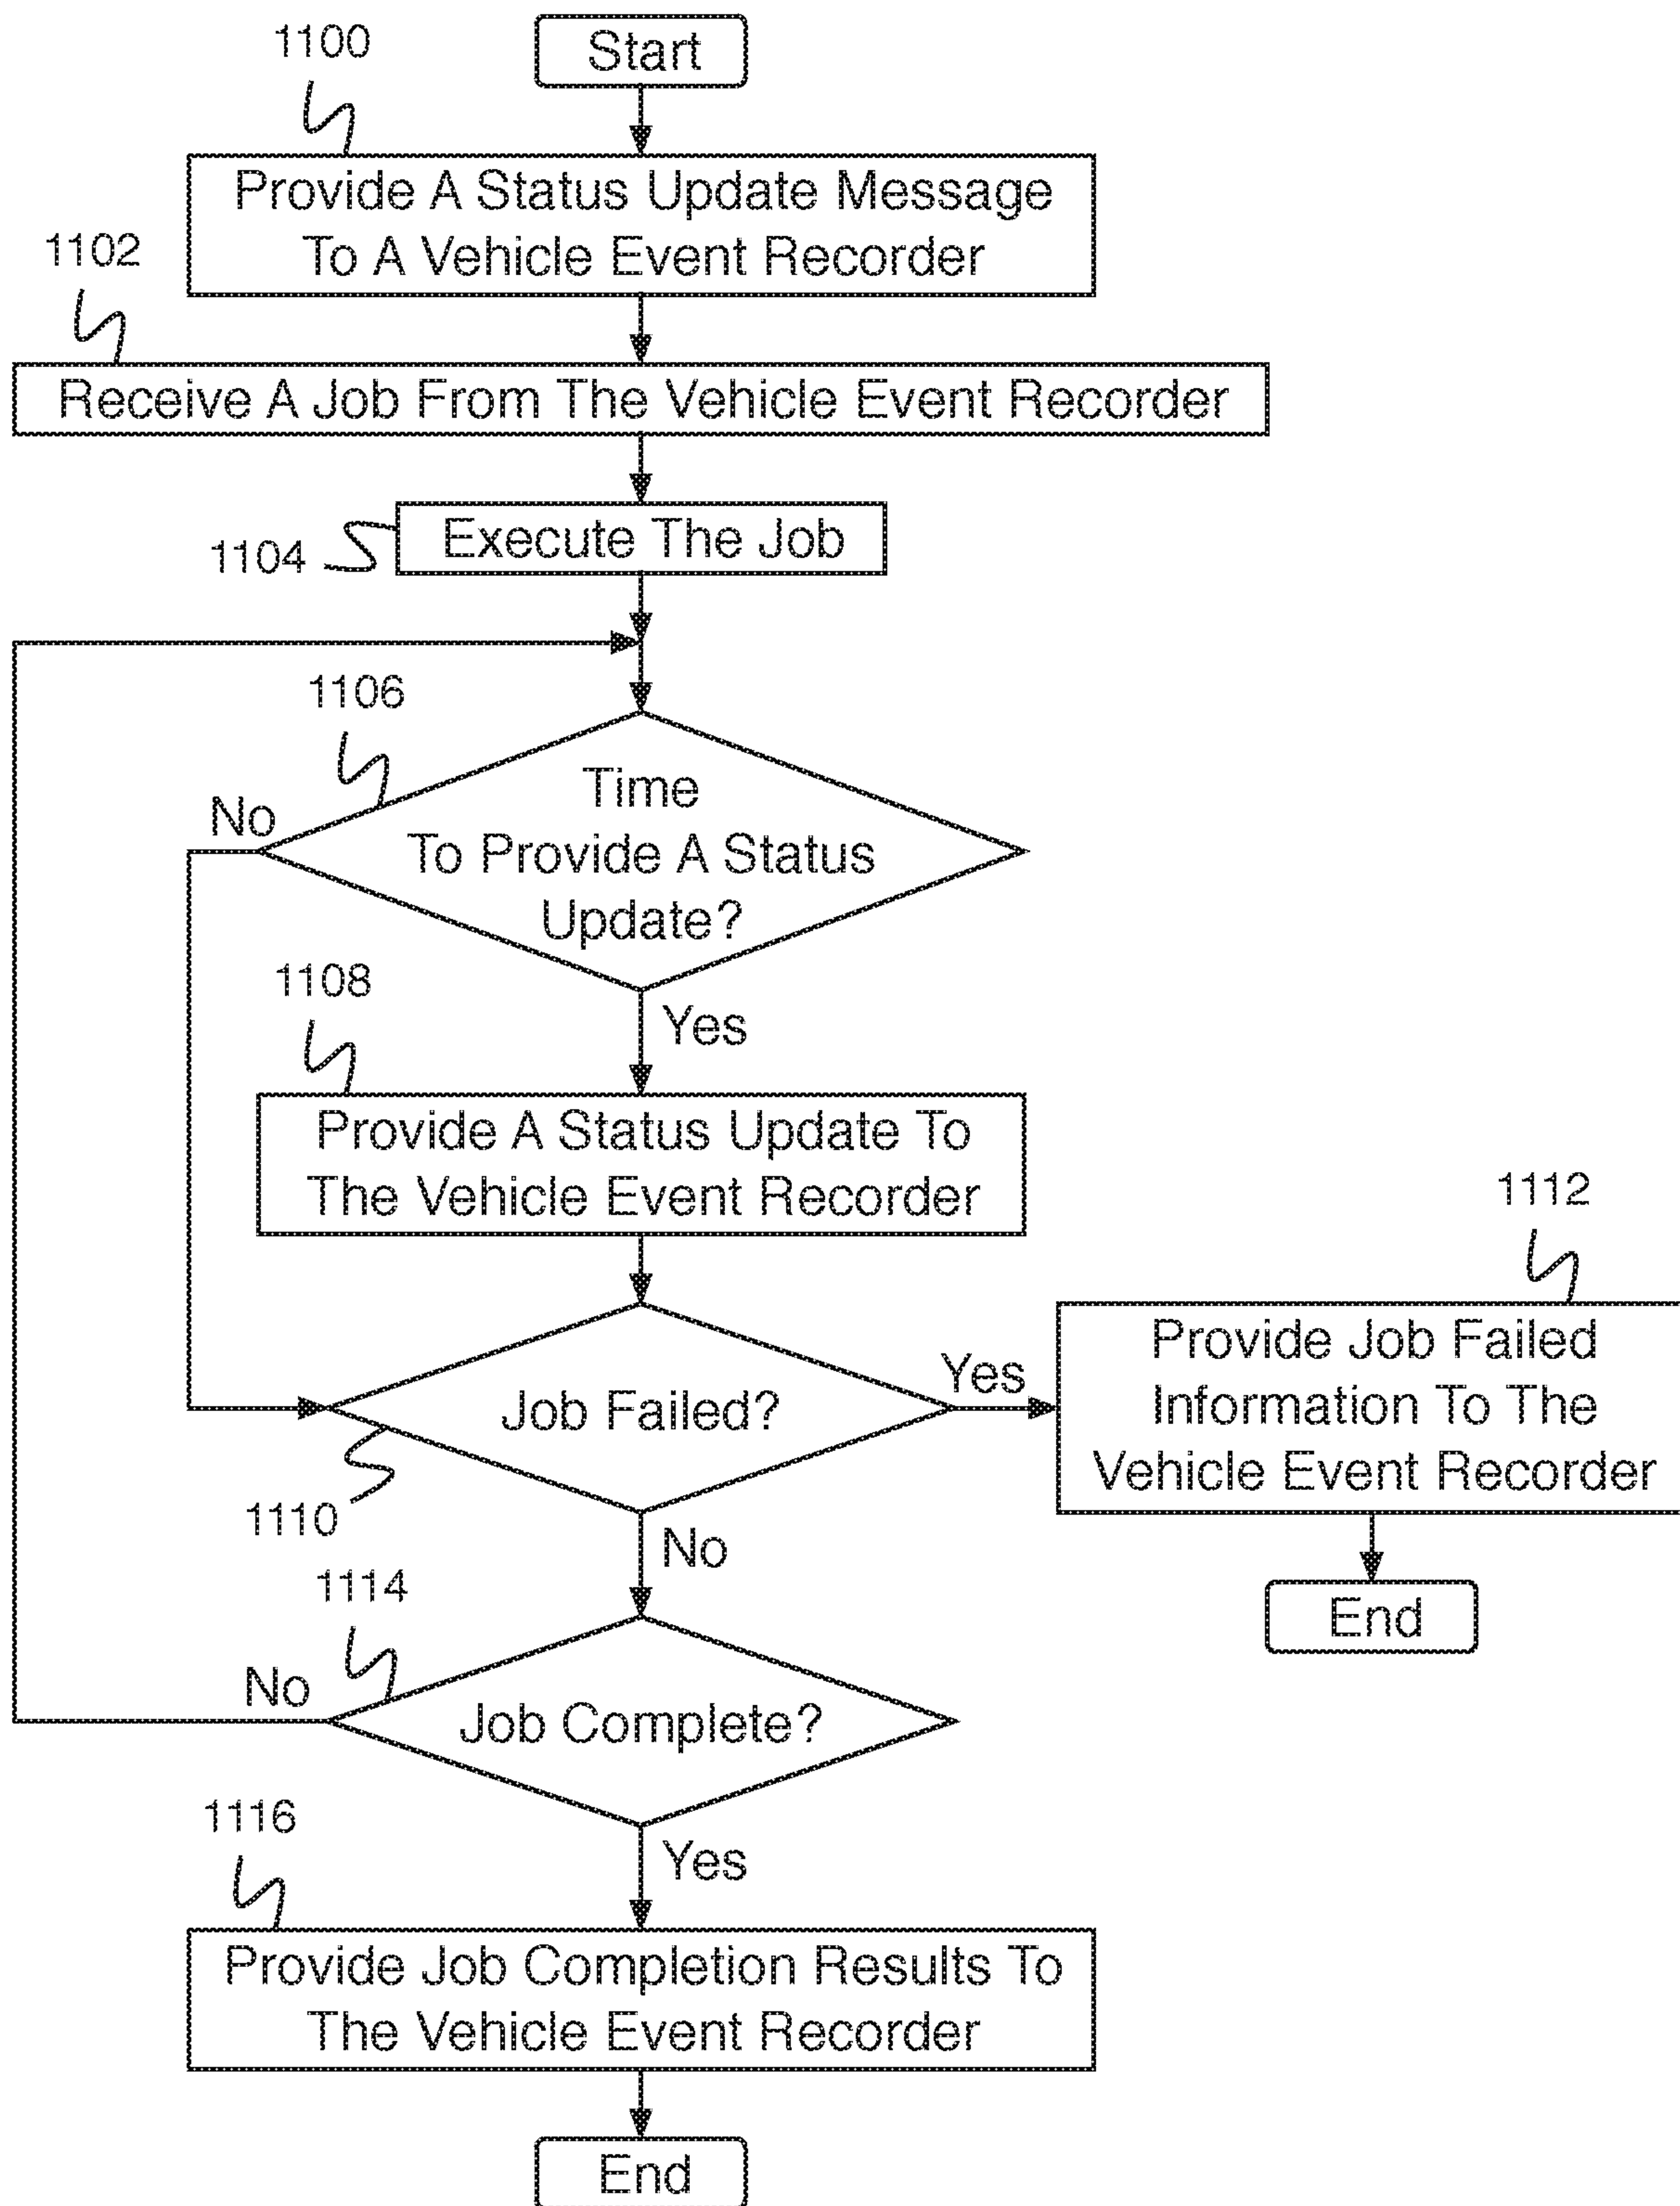 1100
Start
Provide A Status Update Message
To A Vehicle Event Recorder
1102
Receive A Job From The Vehicle Event Recorder
Execute The Job
1104
1106
Time
To Provide A Status
Update?
No
Yes
1108
Provide A Status Update To
The Vehicle Event Recorder
Job Failed?
Yes
1112
Provide Job Failed
Information To The
Vehicle Event Recorder
End
1110
No
1114
Job Complete?
No
Yes
1116
Provide Job Completion Results To
The Vehicle Event Recorder
End